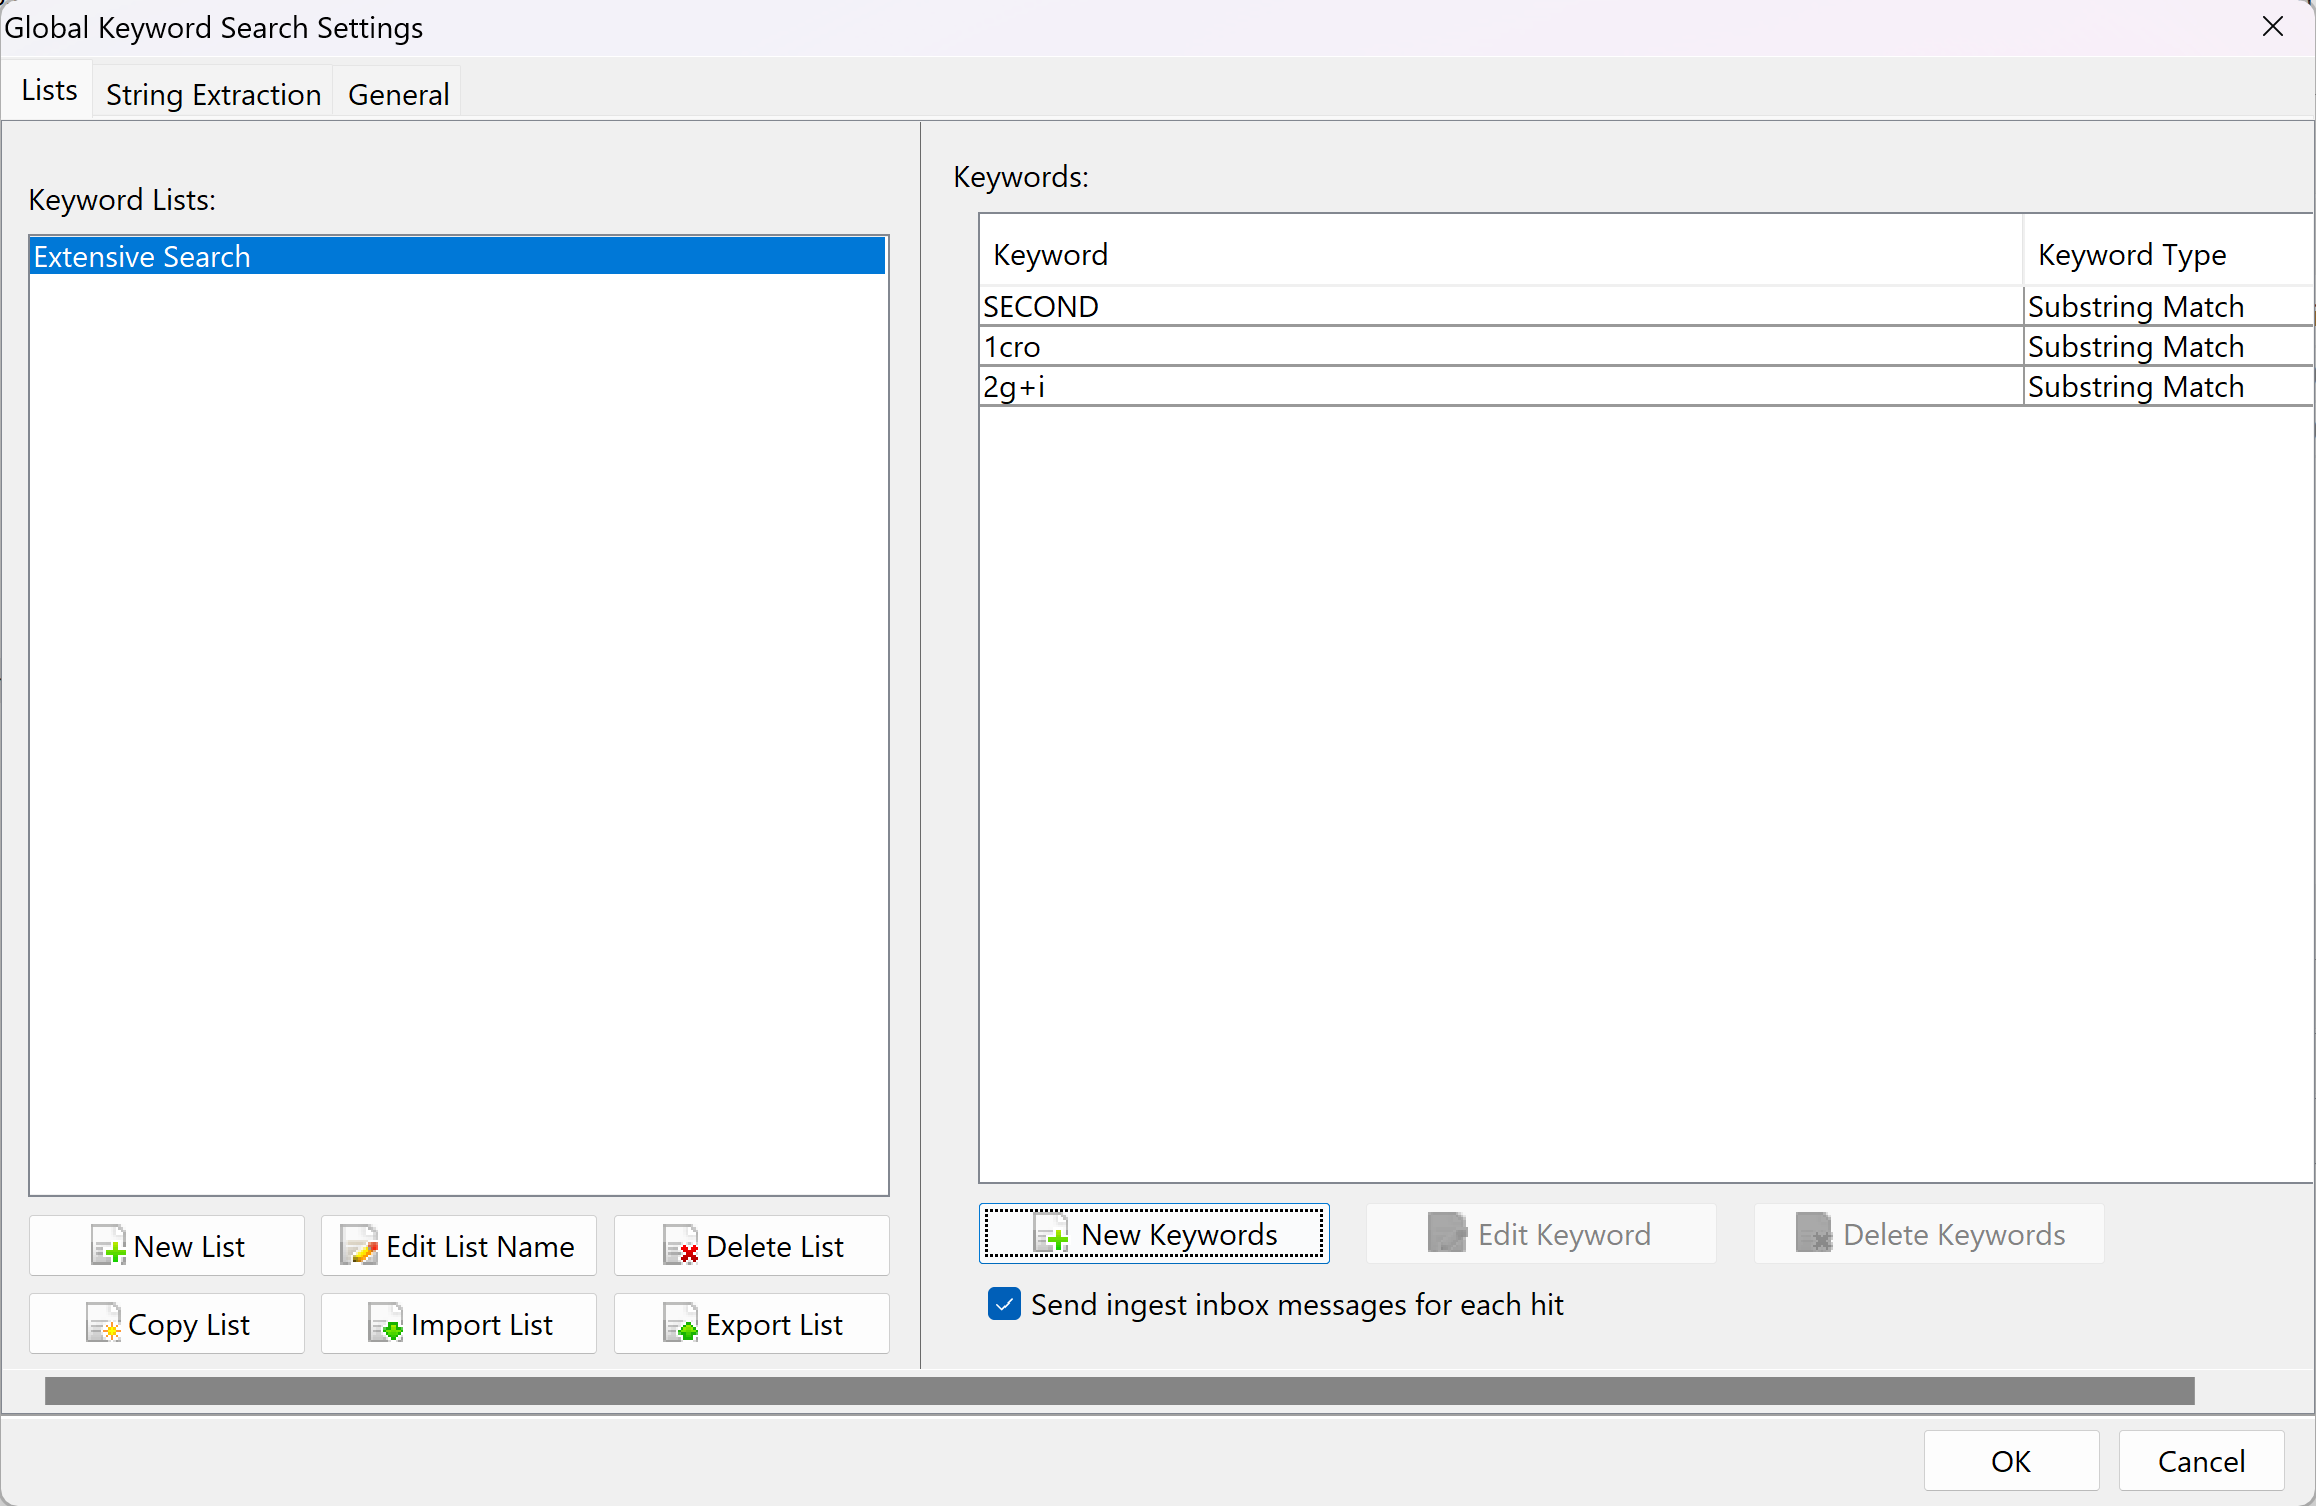 Global Keyword Search Settings
Lists String Extraction General
Keyword Lists:
Extensive Search
New List Edit List Name Delete List
Copy List Import List Export List
Keywords:
Keyword Keyword Type
SECOND Substring Match
1cro Substring Match
2g+i Substring Match
New Keywords Edit Keyword Delete Keywords
Send ingest inbox messages for each hit
OK Cancel